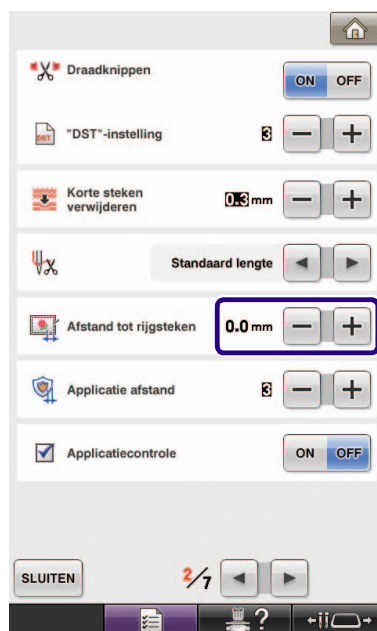 Draadknippen ON OFF
DST "DST"-instelling 3
Korte steken verwijderen 0.3 mm
Standaard lengte
Afstand tot rijgsteken 0.0 mm
Applicatie afstand 3
Applicatiecontrole ON OFF
SLUITEN 2/7
?